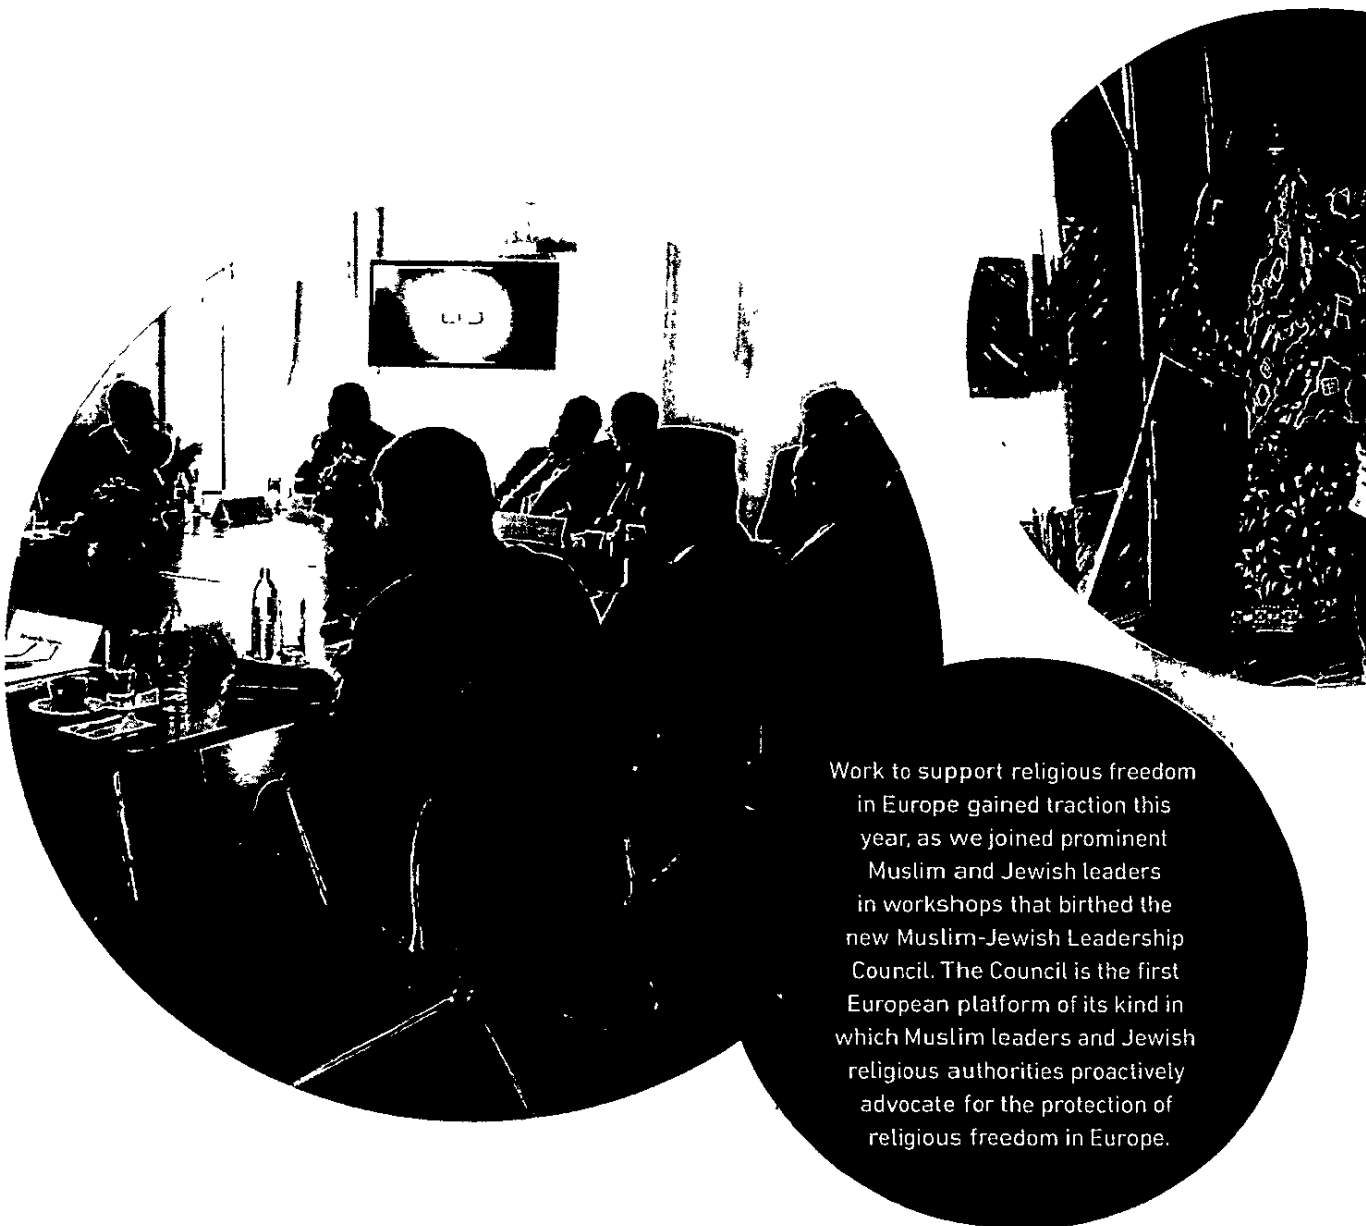 Work to support religious freedom
in Europe gained traction this
year, as we joined prominent
Muslim and Jewish leaders
in workshops that birthed the
new Muslim-Jewish Leadership
Council. The Council is the first
European platform of its kind in
which Muslim leaders and Jewish
religious authorities proactively
advocate for the protection of
religious freedom in Europe.